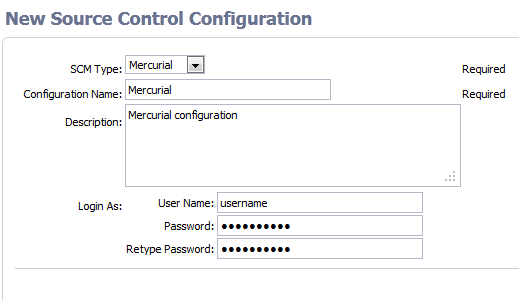 New Source Control Configuration
SCM Type: Mercurial Required
Configuration Name: Mercurial Required
Description: Mercurial configuration
Login As: User Name: username
Password: ●●●●●●●●●●
Retype Password: ●●●●●●●●●●